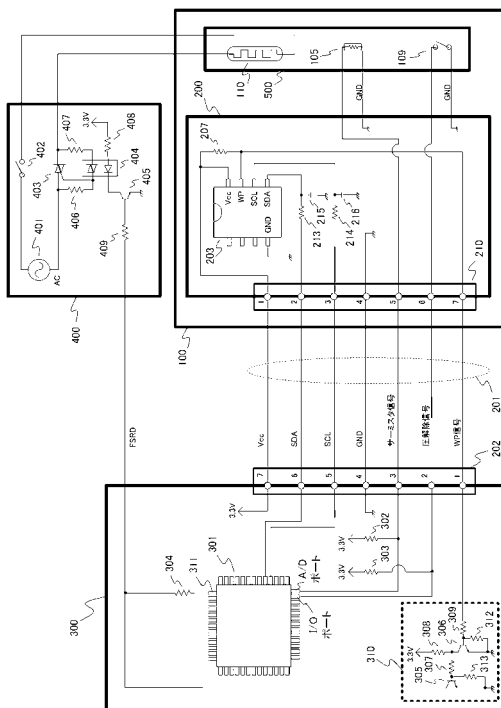 110
500
105
109
GND
GND
200
207
Vcc
WP
SCL
SDA
GND
203
215
216
213
214
210
1
2
3
4
5
6
7
100
402
403
407
3.3V
408
404
405
406
409
401
AC
400
FSRD
Vcc
SDA
SCL
GND
サーミスタ信号
圧解除信号
WP信号
201
202
7
6
5
4
3
2
1
300
304
311
301
3.3V
A/D
ポート
I/O
ポート
3.3V
302
3.3V
303
310
3.3V
308
306
309
307
305
312
313